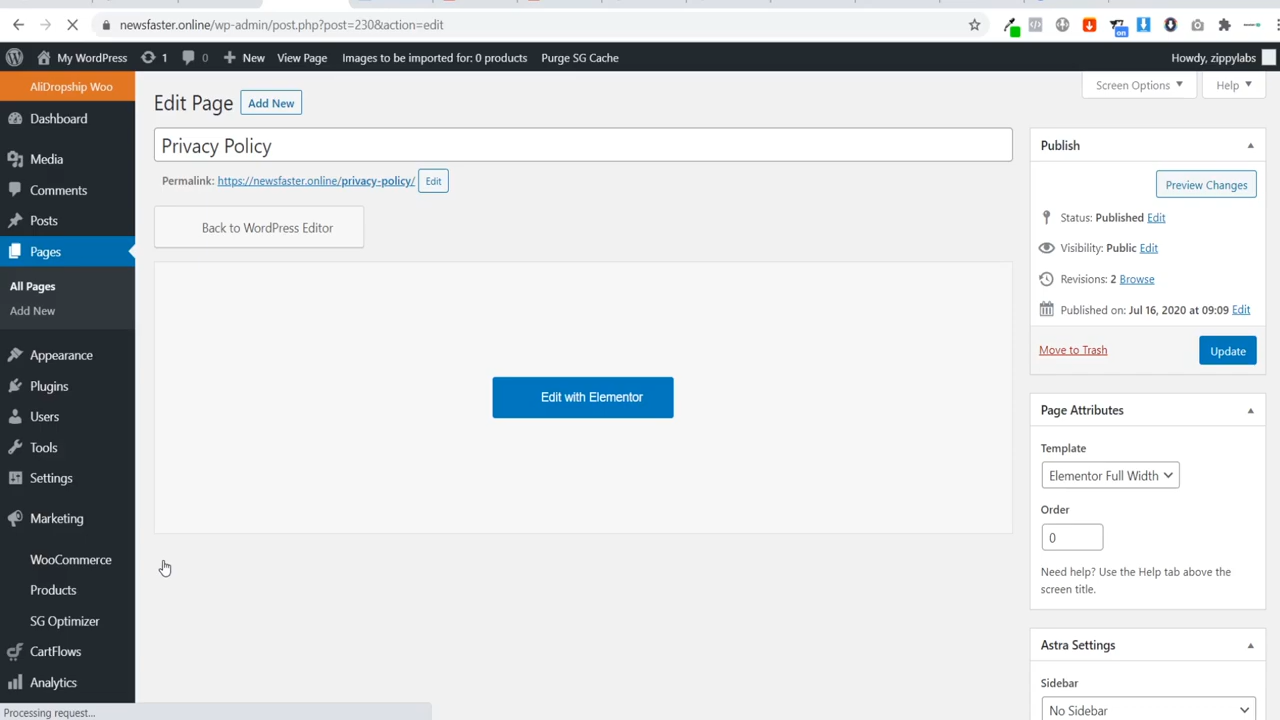 newsfaster.online/wp-admin/post.php?post=230&action=edit
on
My WordPress
1
0
New
View Page
Images to be imported for: 0 products
Purge SG Cache
Howdy, zippylabs
AliDropship Woo
Dashboard
Media
Comments
Posts
Pages
All Pages
Add New
Appearance
Plugins
Users
Tools
Settings
Marketing
WooCommerce
Products
SG Optimizer
CartFlows
Analytics
Screen Options
Help
Edit Page
Add New
Privacy Policy
Permalink: https://newsfaster.online/privacy-policy/
Edit
Back to WordPress Editor
Edit with Elementor
Publish
Preview Changes
Status: Published Edit
Visibility: Public Edit
Revisions: 2 Browse
Published on: Jul 16, 2020 at 09:09 Edit
Move to Trash
Update
Page Attributes
Template
Elementor Full Width
Order
0
Need help? Use the Help tab above the
screen title.
Astra Settings
Sidebar
No Sidebar
Processing request...